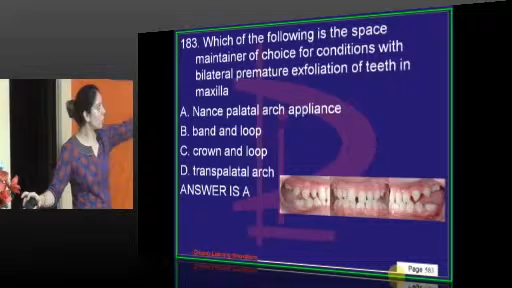 183. Which of the following is the space
maintainer of choice for conditions with
bilateral premature exfoliation of teeth in
maxilla
A. Nance palatal arch appliance
B. band and loop
C. crown and loop
D. transpalatal arch
ANSWER IS A
Page 583